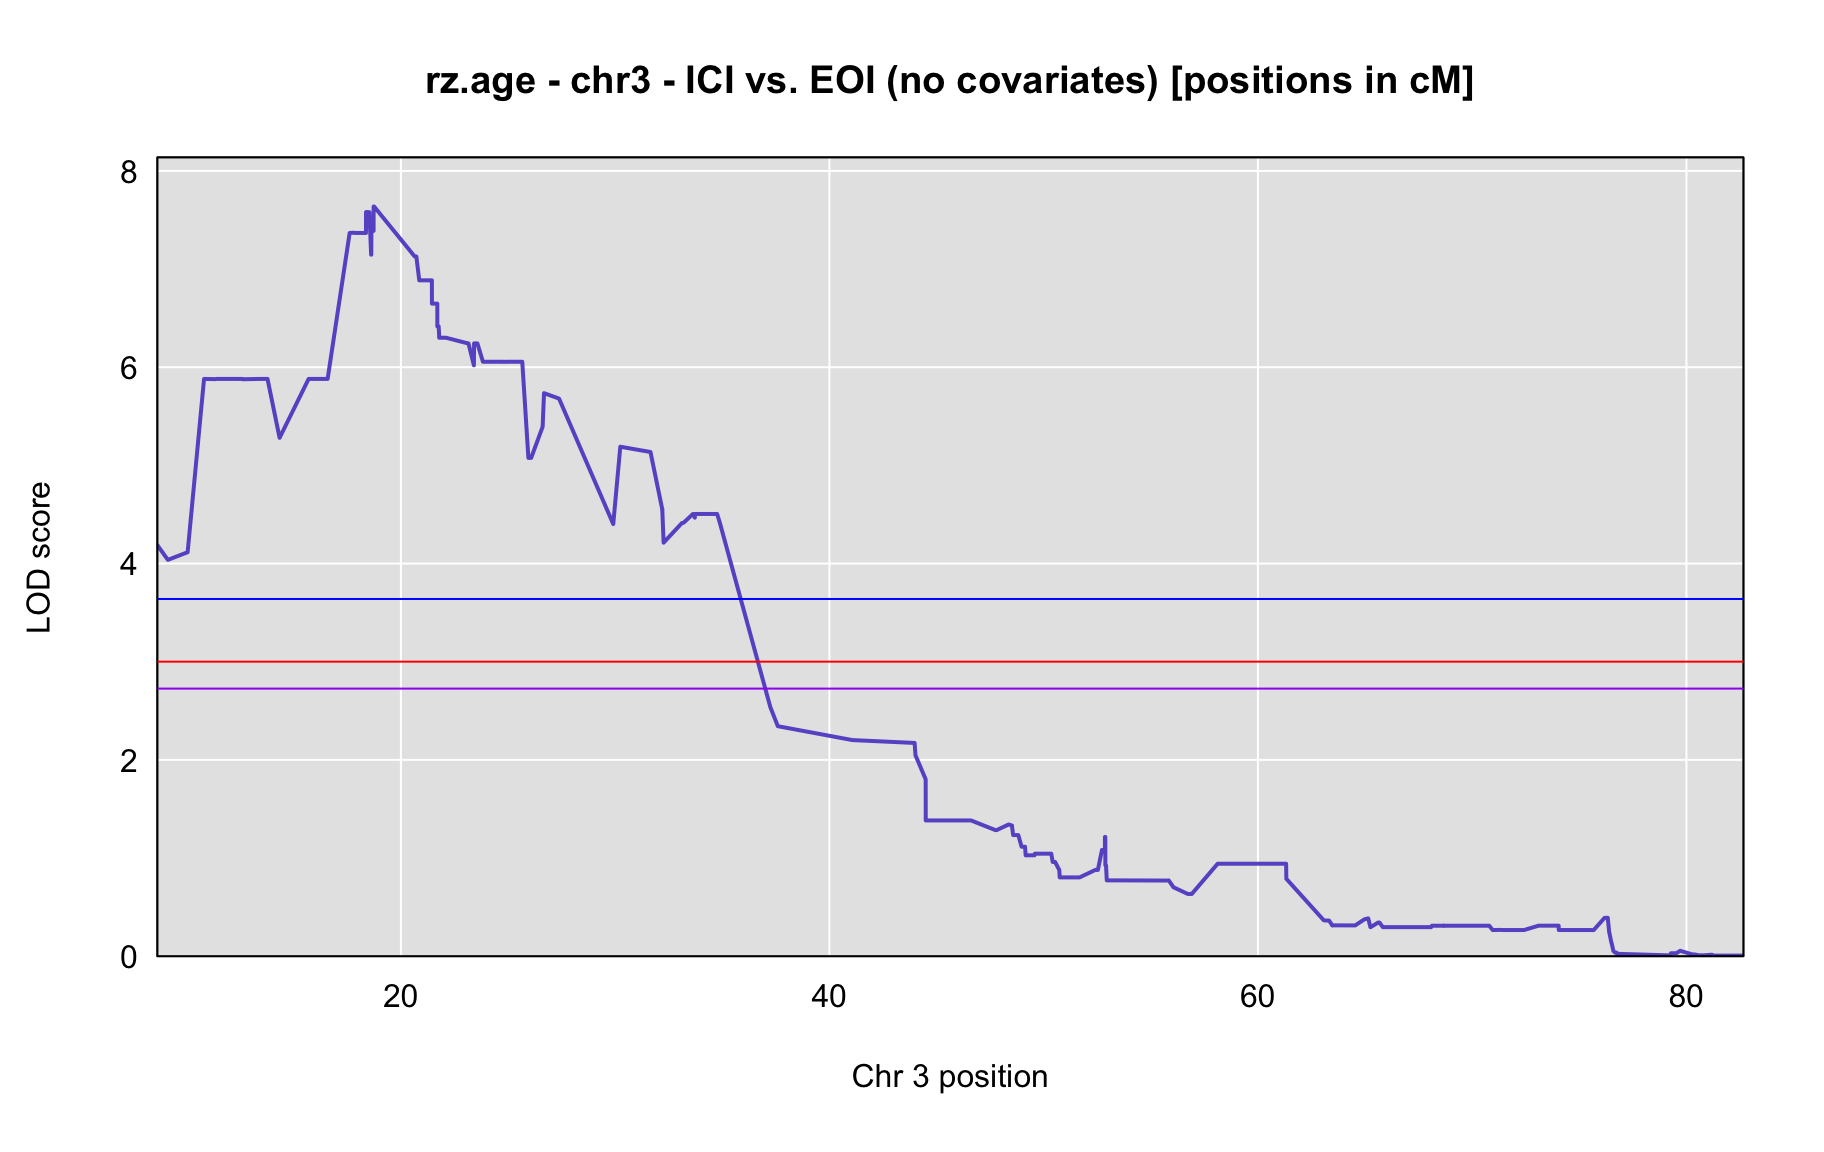 rz.age - chr3 - ICI vs. EOI (no covariates) [positions in cM]
8
6
4
2
0
LOD score
20 40 60 80
Chr 3 position